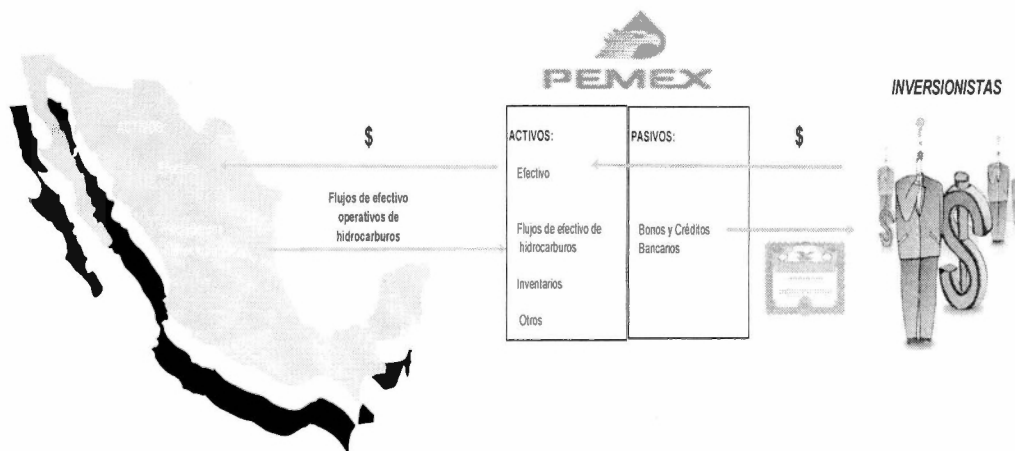 PEMEX
INVERSIONISTAS
ACTIVOS:
$
ACTIVOS:
PASIVOS:
$
Efectivo
Flujos de efectivo
operativos de
hidrocarburos
Flujos de efectivo de
hidrocarburos
Bonos y Créditos
Bancarios
Inventarios
Otros